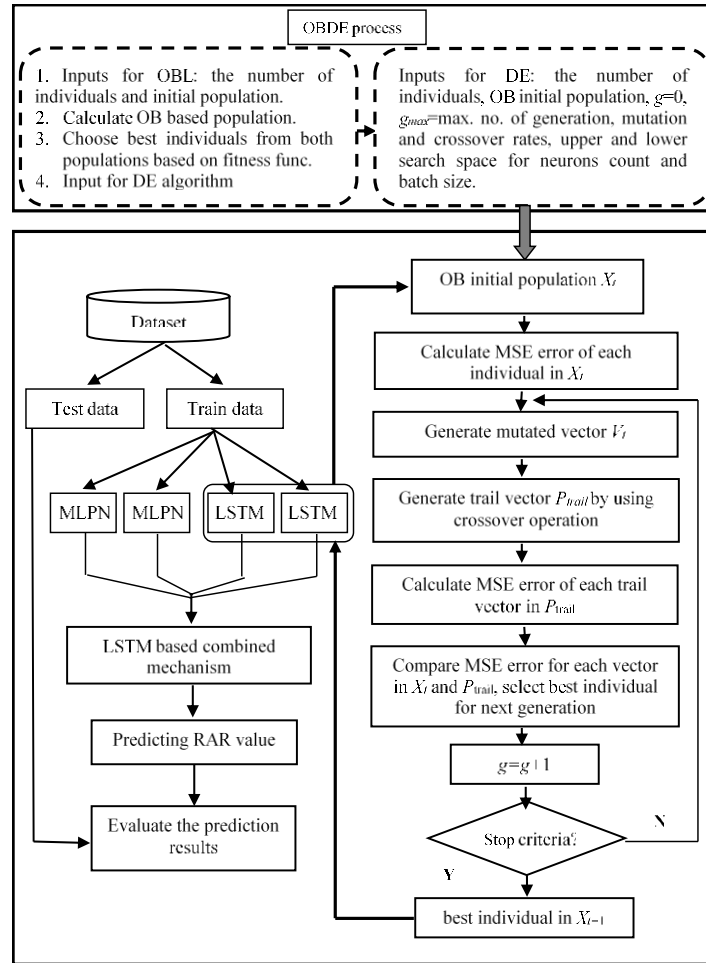 OBDE process
1. Inputs for OBL: the number of
individuals and initial population.
2. Calculate OB based population.
3. Choose best individuals from both
populations based on fitness func.
4. Input for DE algorithm
Inputs for DE: the number of
individuals, OB initial population, g=0,
gmax=max. no. of generation, mutation
and crossover rates, upper and lower
search space for neurons count and
batch size.
Dataset
Test data
Train data
MLPN
MLPN
LSTM
LSTM
LSTM based combined
mechanism
Predicting RAR value
Evaluate the prediction
results
OB initial population Xt
Calculate MSE error of each
individual in Xt
Generate mutated vector Vt
Generate trail vector Ptrail by using
crossover operation
Calculate MSE error of each trail
vector in Ptrail
Compare MSE error for each vector
in Xt and Ptrail, select best individual
for next generation
g=g+1
Stop criteria?
N
Y
best individual in Xt−1